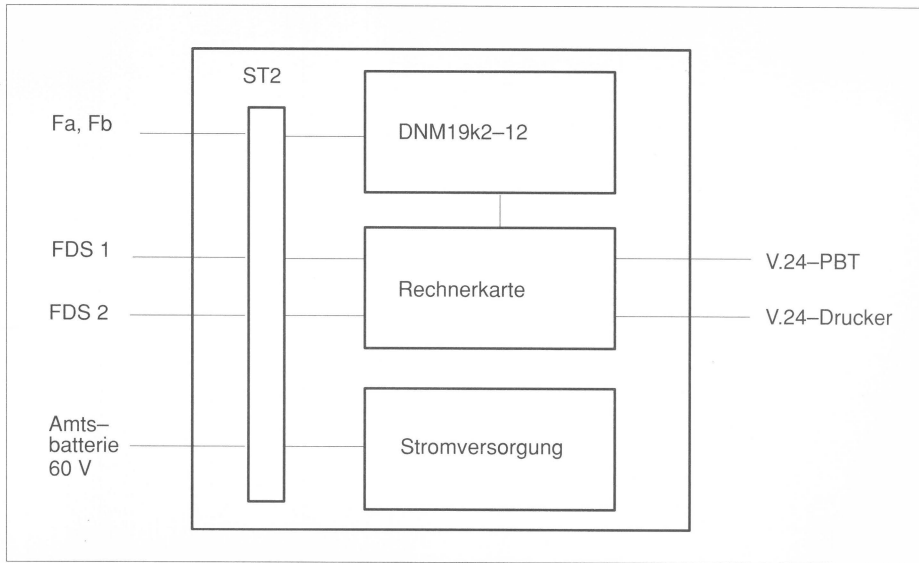 ST2
Fa, Fb
DNM19k2–12
FDS 1
Rechnerkarte
V.24–PBT
FDS 2
V.24–Drucker
Amts–
batterie
60 V
Stromversorgung